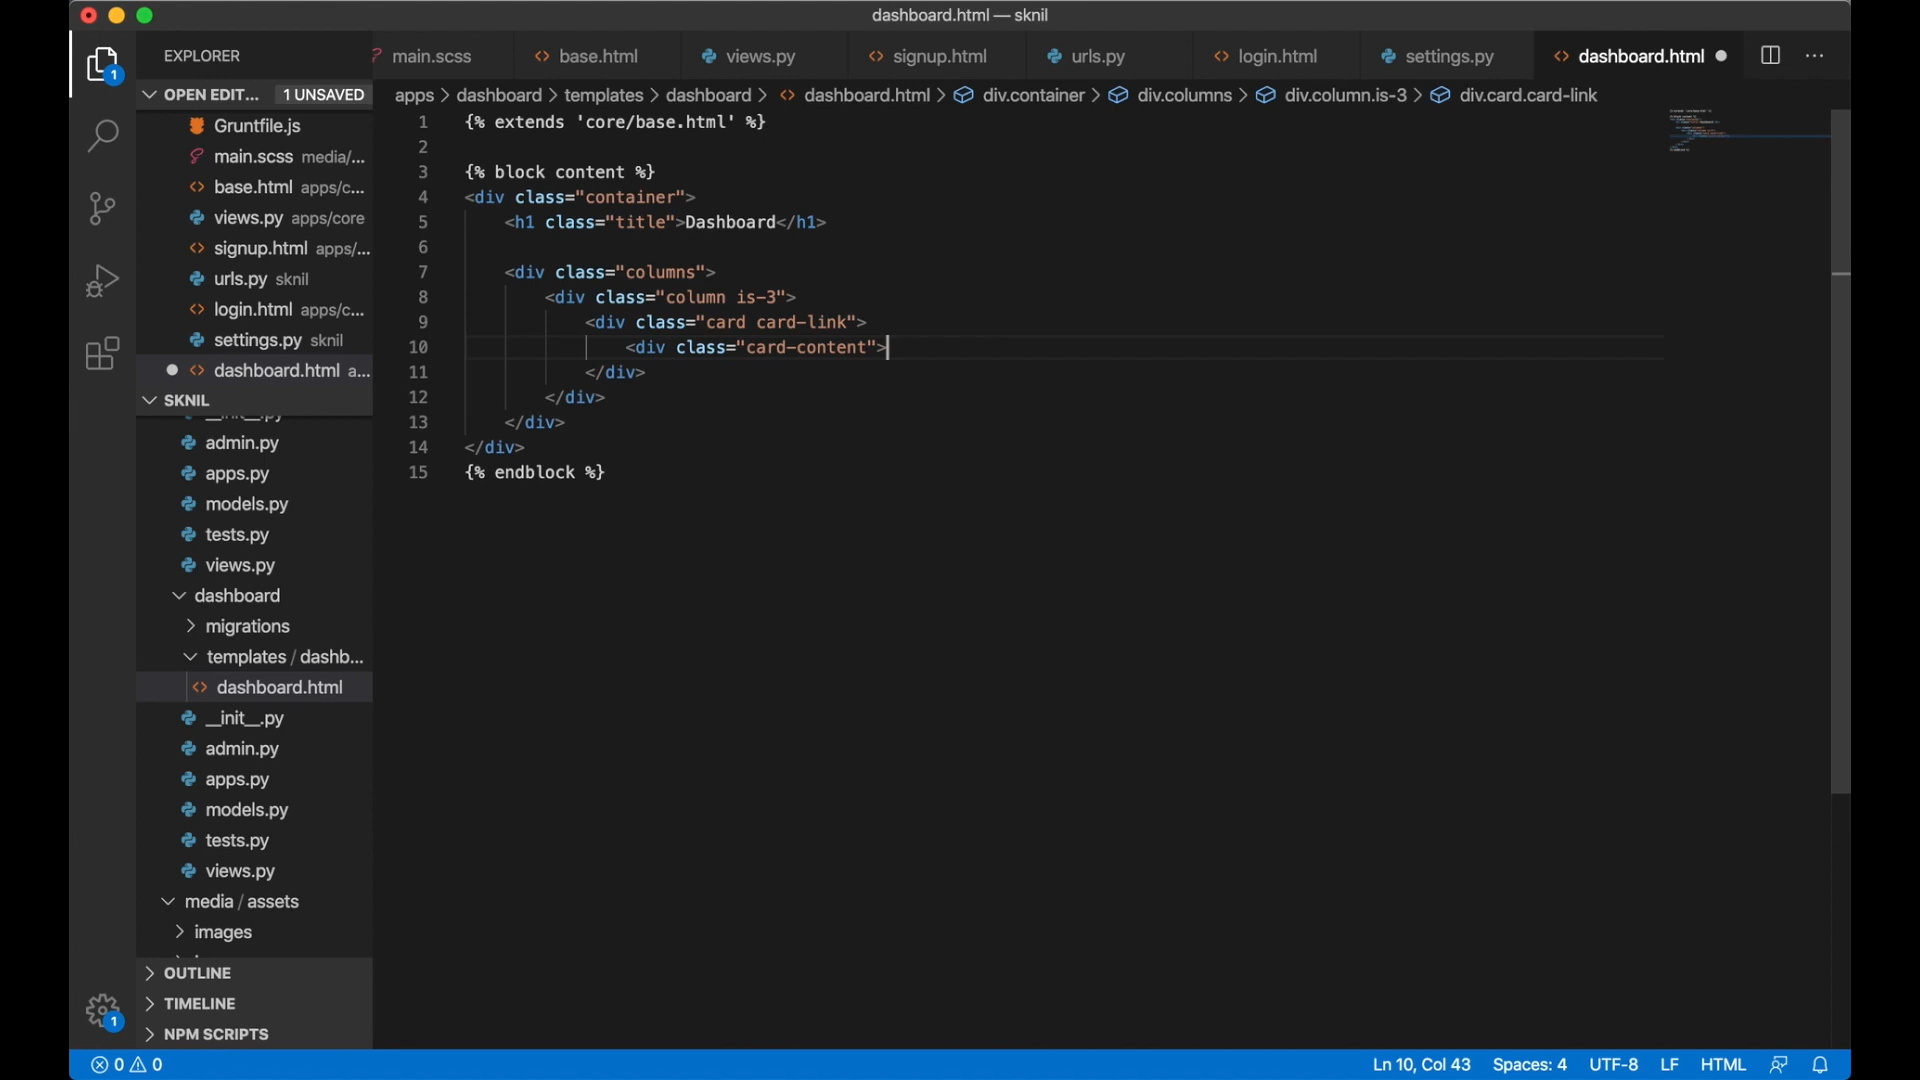 dashboard.html — sknil
EXPLORER
main.scss
base.html
views.py
signup.html
urls.py
login.html
settings.py
dashboard.html
OPEN EDIT... 1 UNSAVED
Gruntfile.js
main.scss media/...
base.html apps/c...
views.py apps/core
signup.html apps/...
urls.py sknil
login.html apps/c...
settings.py sknil
dashboard.html a...
SKNIL
__init__.py
admin.py
apps.py
models.py
tests.py
views.py
dashboard
migrations
templates / dashb...
dashboard.html
__init__.py
admin.py
apps.py
models.py
tests.py
views.py
media / assets
images
OUTLINE
TIMELINE
NPM SCRIPTS
1
1
apps > dashboard > templates > dashboard > dashboard.html > div.container > div.columns > div.column.is-3 > div.card.card-link
1 {% extends 'core/base.html' %}
2
3 {% block content %}
4 <div class="container">
5 <h1 class="title">Dashboard</h1>
6
7 <div class="columns">
8 <div class="column is-3">
9 <div class="card card-link">
10 <div class="card-content">
11 </div>
12 </div>
13 </div>
14 </div>
15 {% endblock %}
0 0
Ln 10, Col 43 Spaces: 4 UTF-8 LF HTML